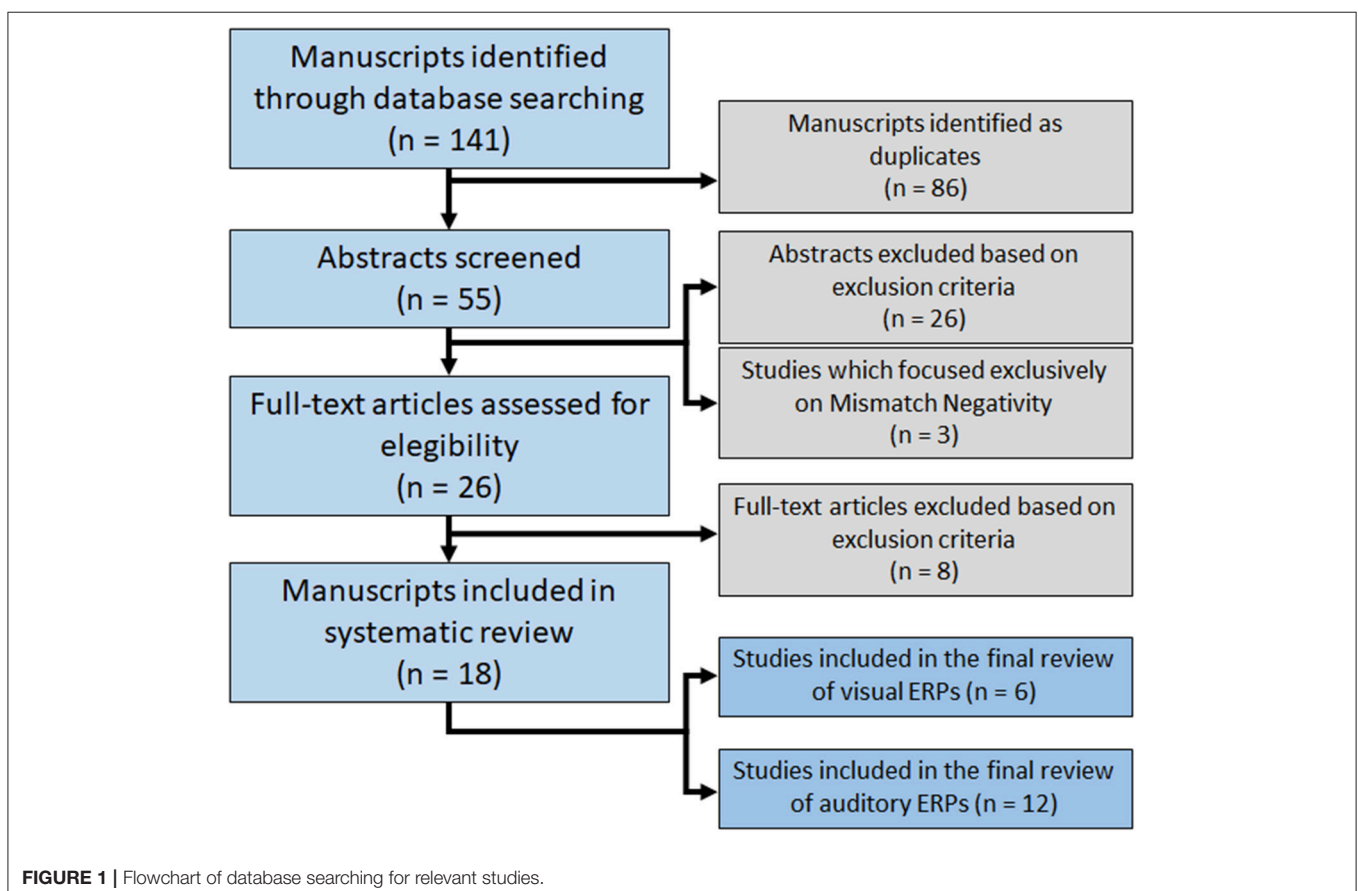 Manuscripts identified
through database searching
(n = 141)
Manuscripts identified as
duplicates
(n = 86)
Abstracts screened
(n = 55)
Abstracts excluded based on
exclusion criteria
(n = 26)
Studies which focused exclusively
on Mismatch Negativity
(n = 3)
Full-text articles assessed for
elegibility
(n = 26)
Full-text articles excluded based on
exclusion criteria
(n = 8)
Manuscripts included in
systematic review
(n = 18)
Studies included in the final review
of visual ERPs (n = 6)
Studies included in the final review
of auditory ERPs (n = 12)
FIGURE 1 | Flowchart of database searching for relevant studies.